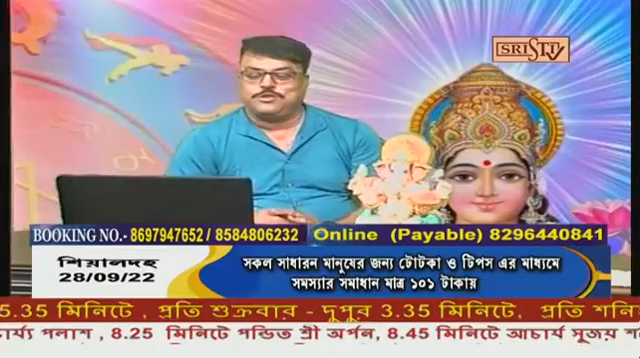 SRISTI TV
BOOKING NO.- 8697947652 / 8584806232 Online (Payable) 8296440841
শিয়ালদহ
28/09/22
সকল সাধারন মানুষের জন্য টোটকা ও টিপস এর মাধ্যমে
সমস্যার সমাধান মাত্র ১০১ টাকায়
5.35 মিনিটে , প্রতি শুক্রবার - দুপুর 3.35 মিনিটে, প্রতি শনি
র্য্য পলাশ , 8.25 মিনিটে পন্ডিত শ্রী অর্পন, 8.45 মিনিটে আচার্য সূজয়